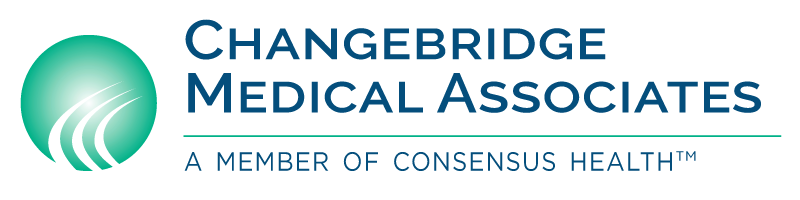 CHANGEBRIDGE
MEDICAL ASSOCIATES
A MEMBER OF CONSENSUS HEALTH™